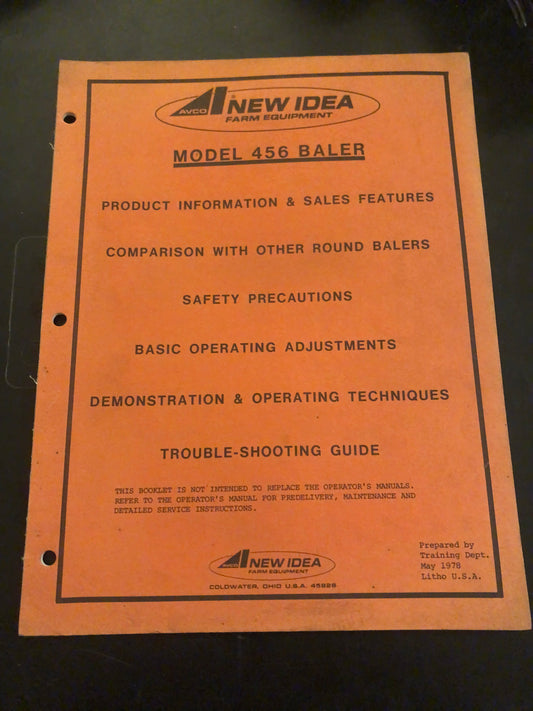 AVCO NEW IDEA
FARM EQUIPMENT
MODEL 456 BALER
PRODUCT INFORMATION & SALES FEATURES
COMPARISON WITH OTHER ROUND BALERS
SAFETY PRECAUTIONS
BASIC OPERATING ADJUSTMENTS
DEMONSTRATION & OPERATING TECHNIQUES
TROUBLE-SHOOTING GUIDE
THIS BOOKLET IS NOT INTENDED TO REPLACE THE OPERATOR'S MANUALS.
REFER TO THE OPERATOR'S MANUAL FOR PREDELIVERY, MAINTENANCE AND
DETAILED SERVICE INSTRUCTIONS.
AVCO NEW IDEA
FARM EQUIPMENT
COLDWATER, OHIO U.S.A. 45828
Prepared by
Training Dept.
May 1978
Litho U.S.A.